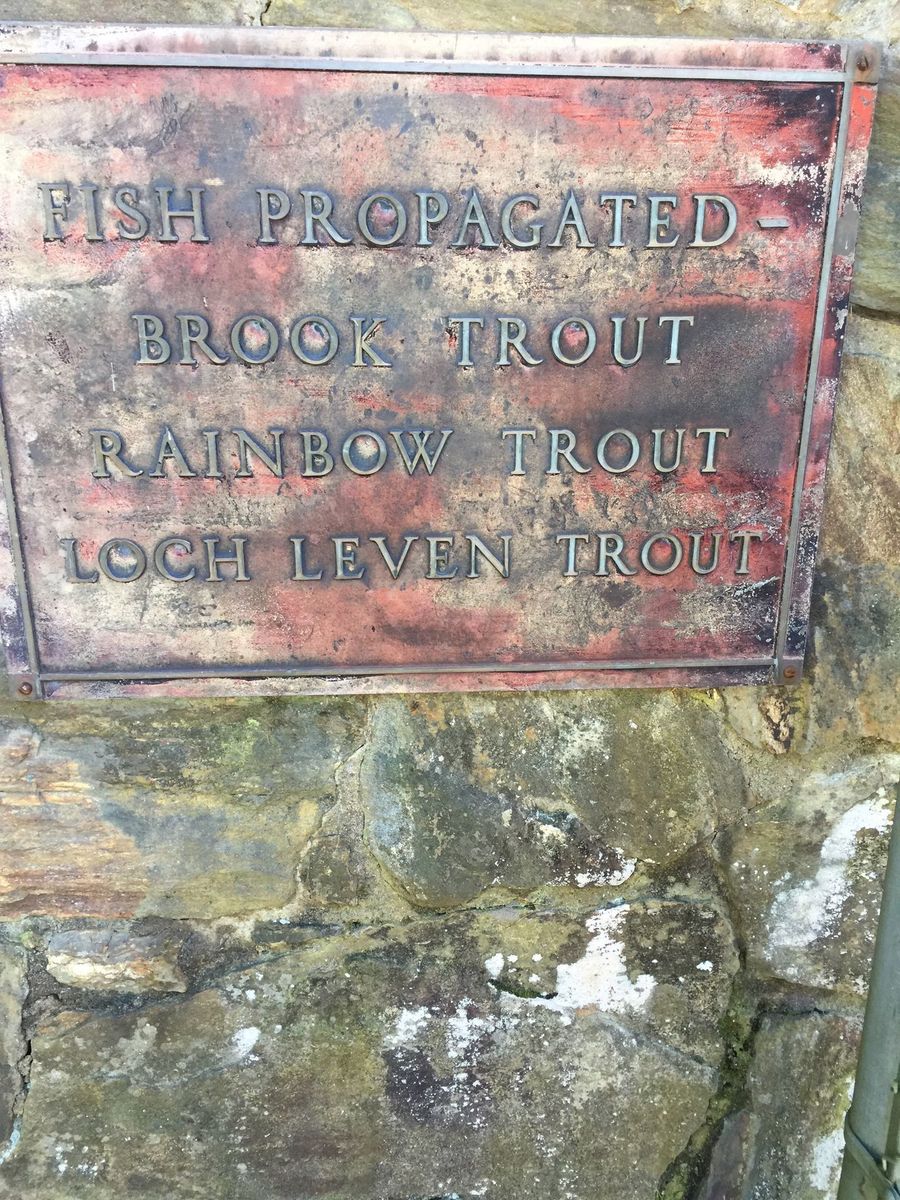 FISH PROPAGATED-
BROOK TROUT
RAINBOW TROUT
LOCH LEVEN TROUT